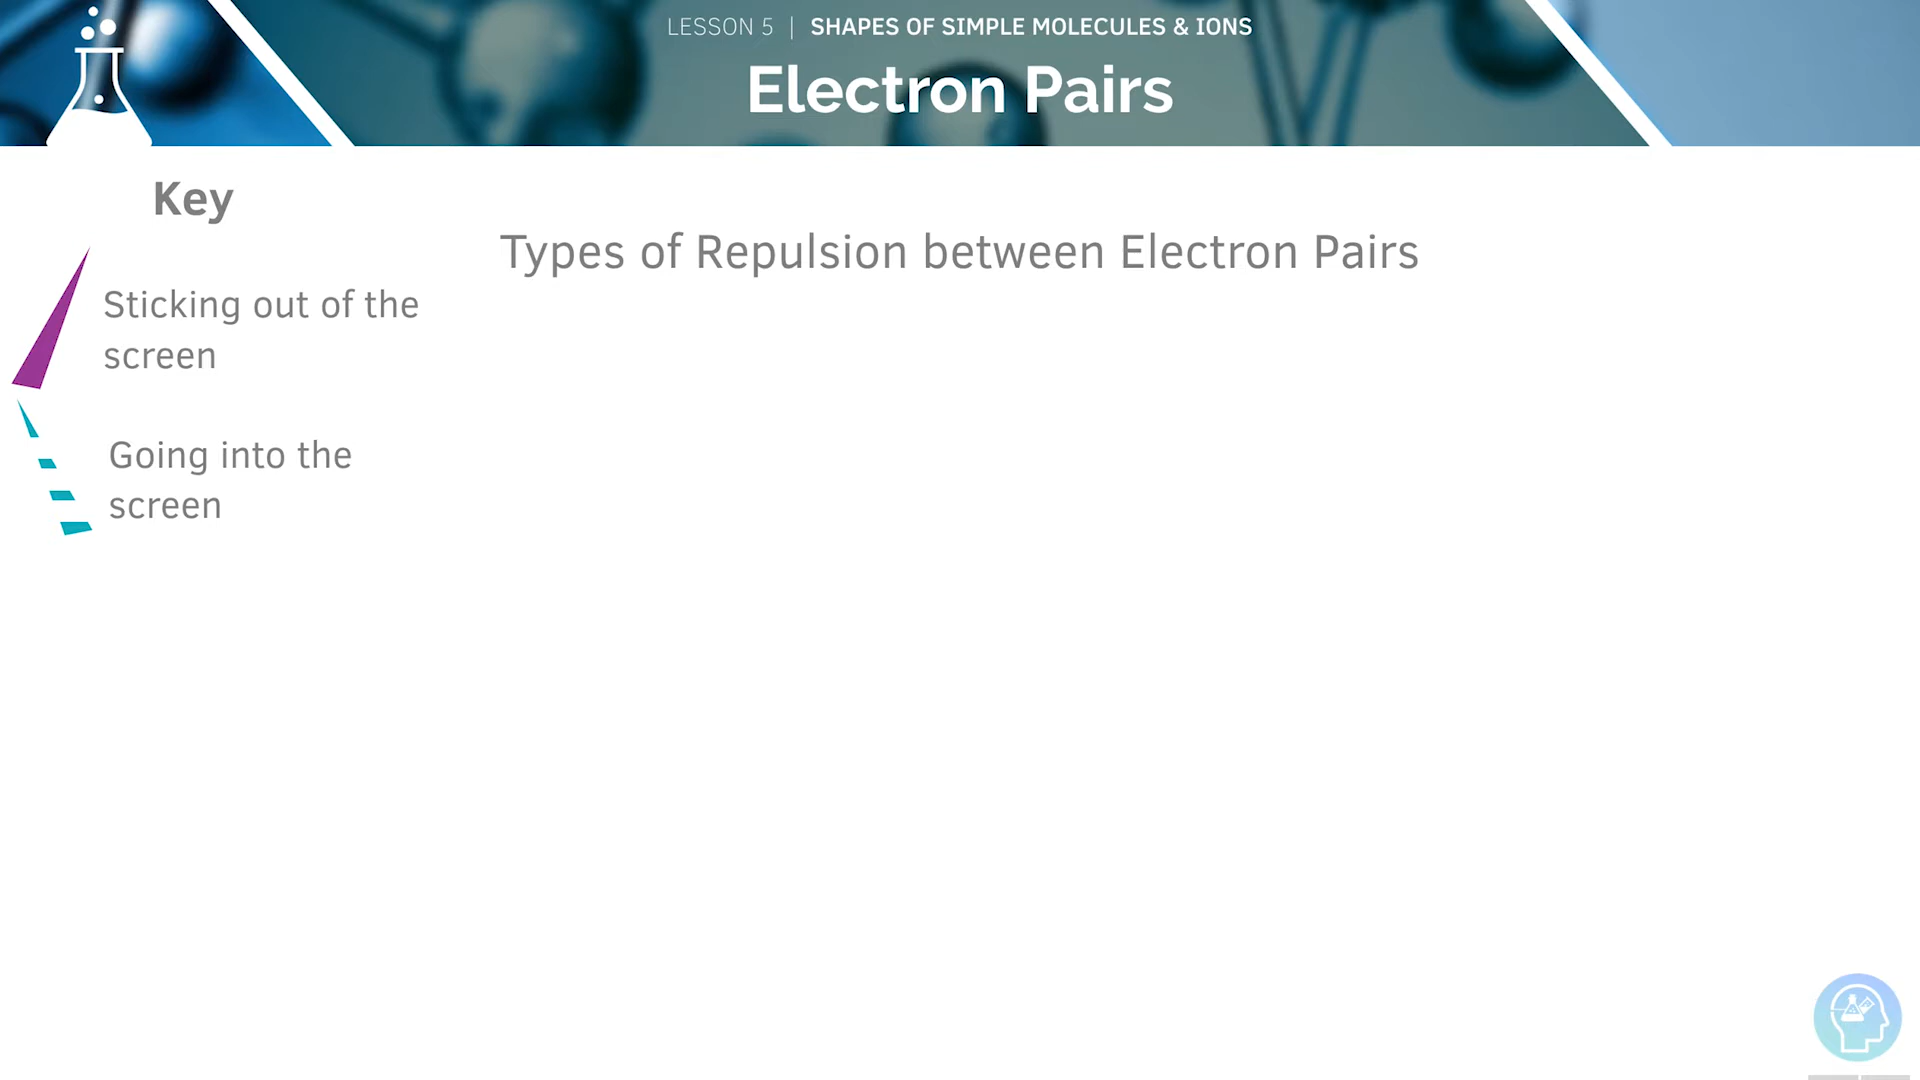 LESSON 5 | SHAPES OF SIMPLE MOLECULES & IONS
Electron Pairs
Key
Types of Repulsion between Electron Pairs
Sticking out of the
screen
Going into the
screen